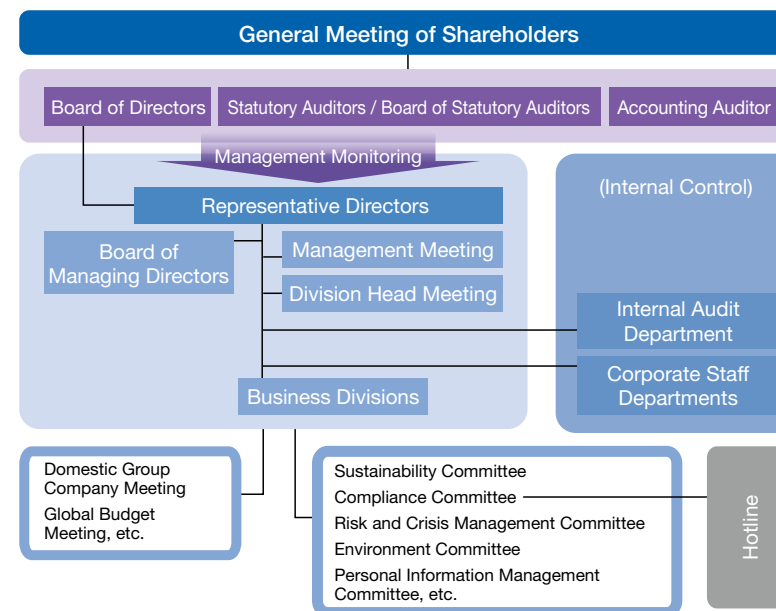 General Meeting of Shareholders
Board of Directors
Statutory Auditors / Board of Statutory Auditors
Accounting Auditor
Management Monitoring
(Internal Control)
Representative Directors
Board of
Managing Directors
Management Meeting
Division Head Meeting
Internal Audit
Department
Corporate Staff
Departments
Business Divisions
Domestic Group
Company Meeting
Global Budget
Meeting, etc.
Sustainability Committee
Compliance Committee
Risk and Crisis Management Committee
Environment Committee
Personal Information Management
Committee, etc.
Hotline